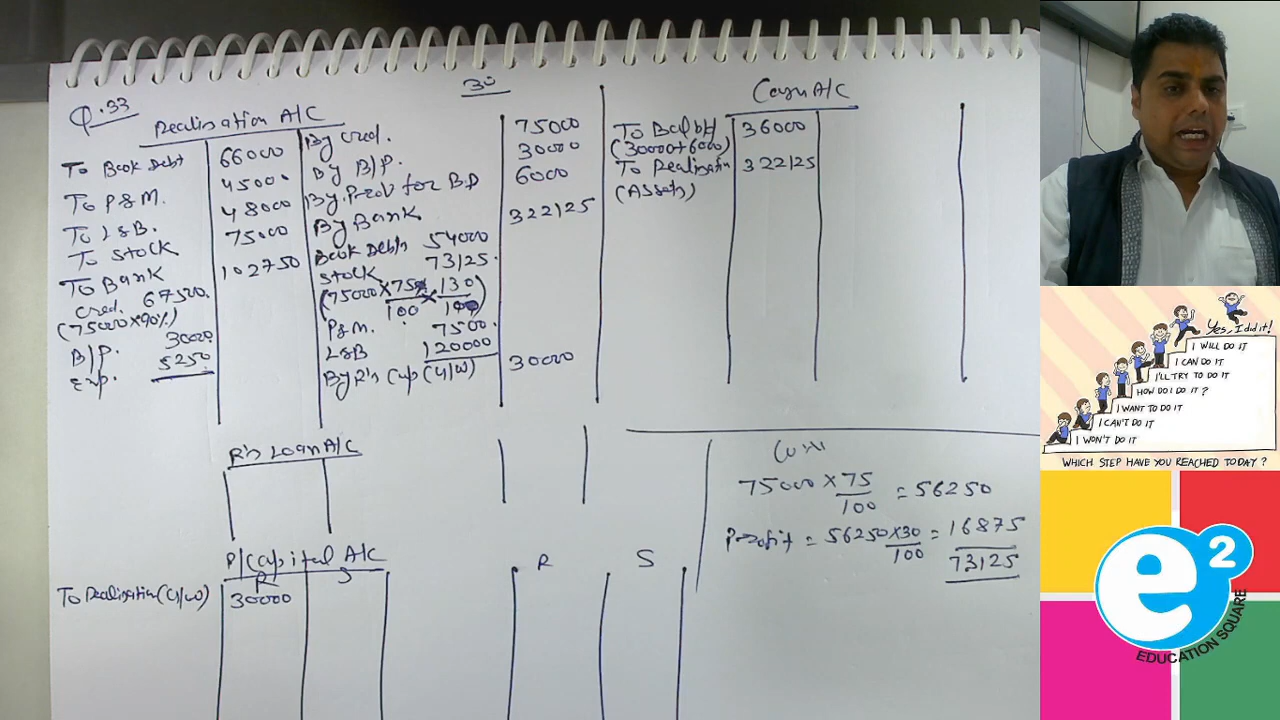 Q.33
30
Realisation A/C
To Book Debt 66000
To P&M. 45000
To L&B. 48000
To Stock 75000
To Bank 102750
cred. 67500
(75000×90%)
B/P. 30000
Exp. 5250
By cred. 75000
By B/P. 30000
By Prov for B.D 6000
By Bank 322125
Book Debts 54000
Stock 73125
(75000×75/100×130/100)
P&M. 7500
L&B 120000
By R's Cap (U/W) 30000
Cash A/C
To Bal b/f 36000
(30000+6000)
To Realisation 322125
(Assets)
R's Loan A/C
P/Capital A/C
R S R S
To Realisation (U/W) 30000
75000×75/100 = 56250
Profit = 56250×30/100 = 16875
73125
Yes, I did it!
I WILL DO IT
I CAN DO IT
I'LL TRY TO DO IT
HOW DO I DO IT ?
I WANT TO DO IT
I CAN'T DO IT
I WON'T DO IT
WHICH STEP HAVE YOU REACHED TODAY ?
e2
EDUCATION SQUARE